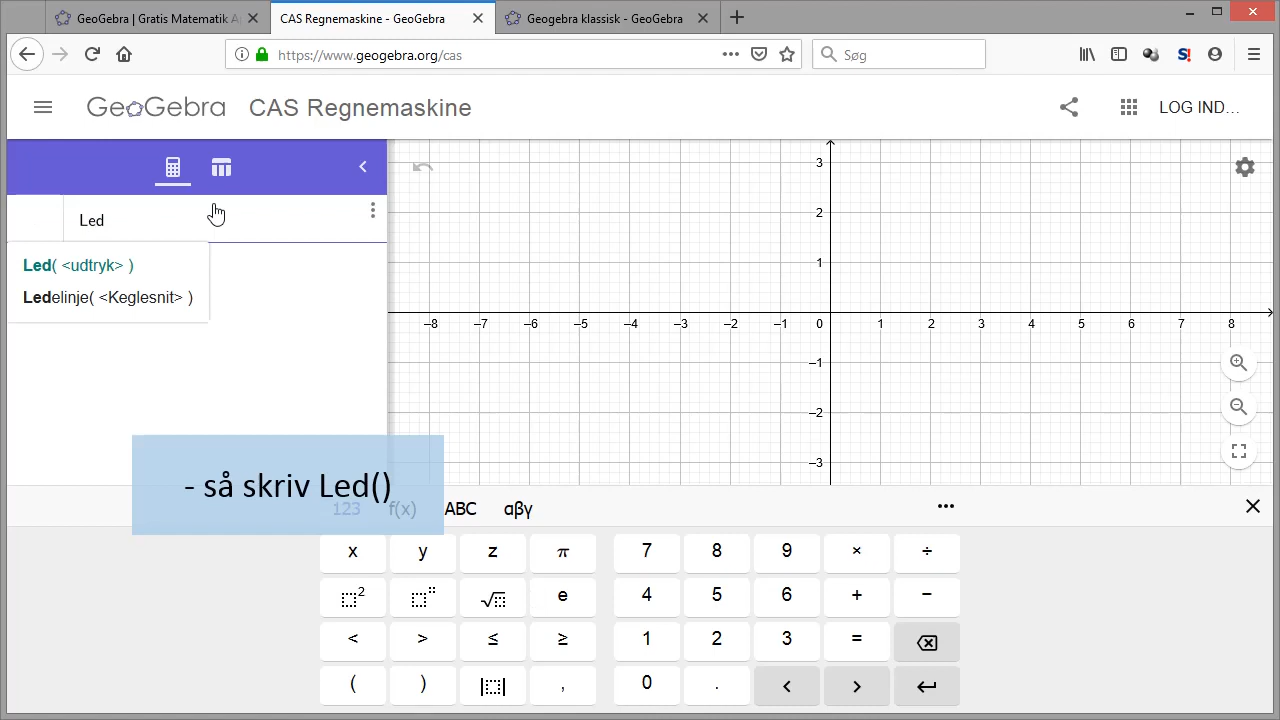 GeoGebra | Gratis Matematik A
CAS Regnemaskine - GeoGebra
Geogebra klassisk - GeoGebra
https://www.geogebra.org/cas
Søg
GeoGebra CAS Regnemaskine
LOG IND...
Led
Led( <udtryk> )
Ledelinje( <Keglesnit> )
3
2
1
–8 –7 –6 –5 –4 –3 –2 –1 0 1 2 3 4 5 6 7 8
–1
–2
–3
- så skriv Led()
123 f(x) ABC αβγ
x y z π 7 8 9 × ÷
2 e 4 5 6 + −
< > ≤ ≥ 1 2 3 =
( ) , 0 . < >